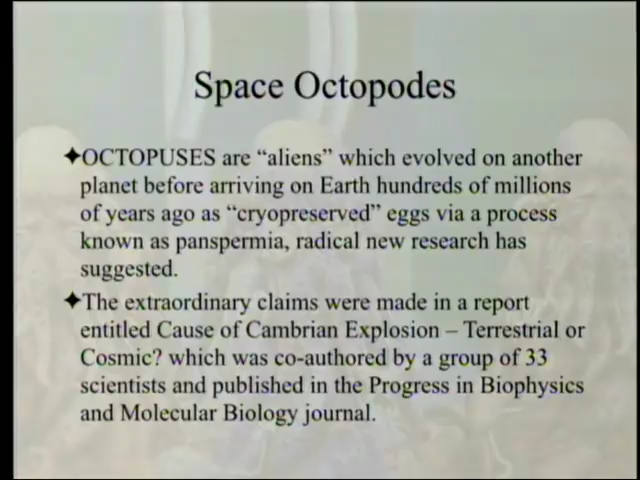 Space Octopodes
✦OCTOPUSES are “aliens” which evolved on another
planet before arriving on Earth hundreds of millions
of years ago as “cryopreserved” eggs via a process
known as panspermia, radical new research has
suggested.
✦The extraordinary claims were made in a report
entitled Cause of Cambrian Explosion – Terrestrial or
Cosmic? which was co-authored by a group of 33
scientists and published in the Progress in Biophysics
and Molecular Biology journal.